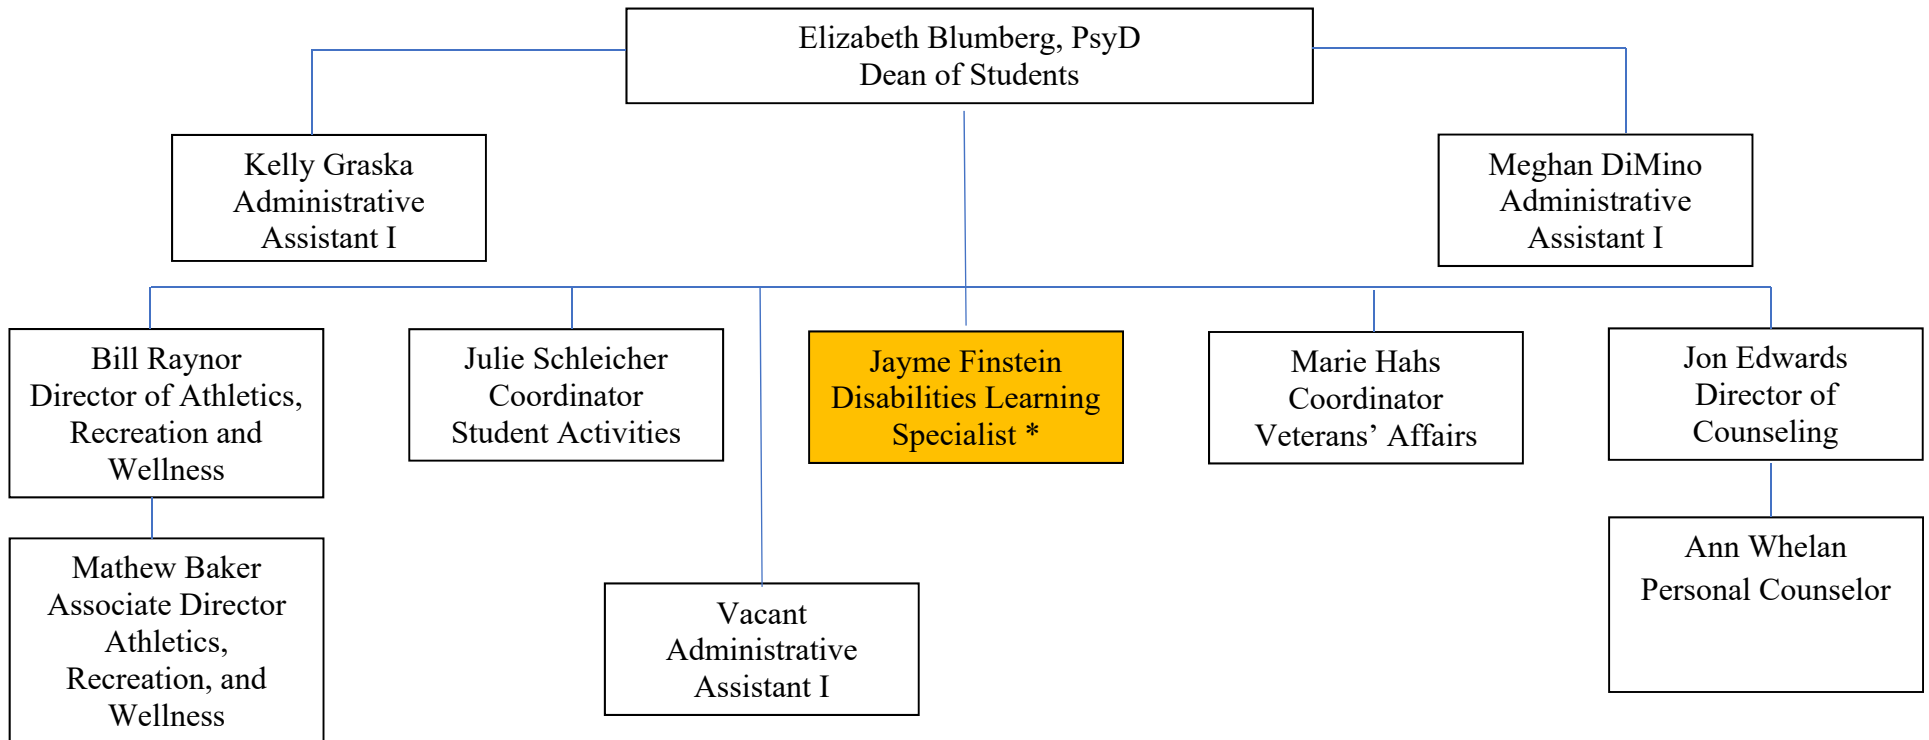 Elizabeth Blumberg, PsyD
Dean of Students
Kelly Graska
Administrative
Assistant I
Meghan DiMino
Administrative
Assistant I
Bill Raynor
Director of Athletics,
Recreation and
Wellness
Julie Schleicher
Coordinator
Student Activities
Jayme Finstein
Disabilities Learning
Specialist *
Marie Hahs
Coordinator
Veterans’ Affairs
Jon Edwards
Director of
Counseling
Mathew Baker
Associate Director
Athletics,
Recreation, and
Wellness
Vacant
Administrative
Assistant I
Ann Whelan
Personal Counselor